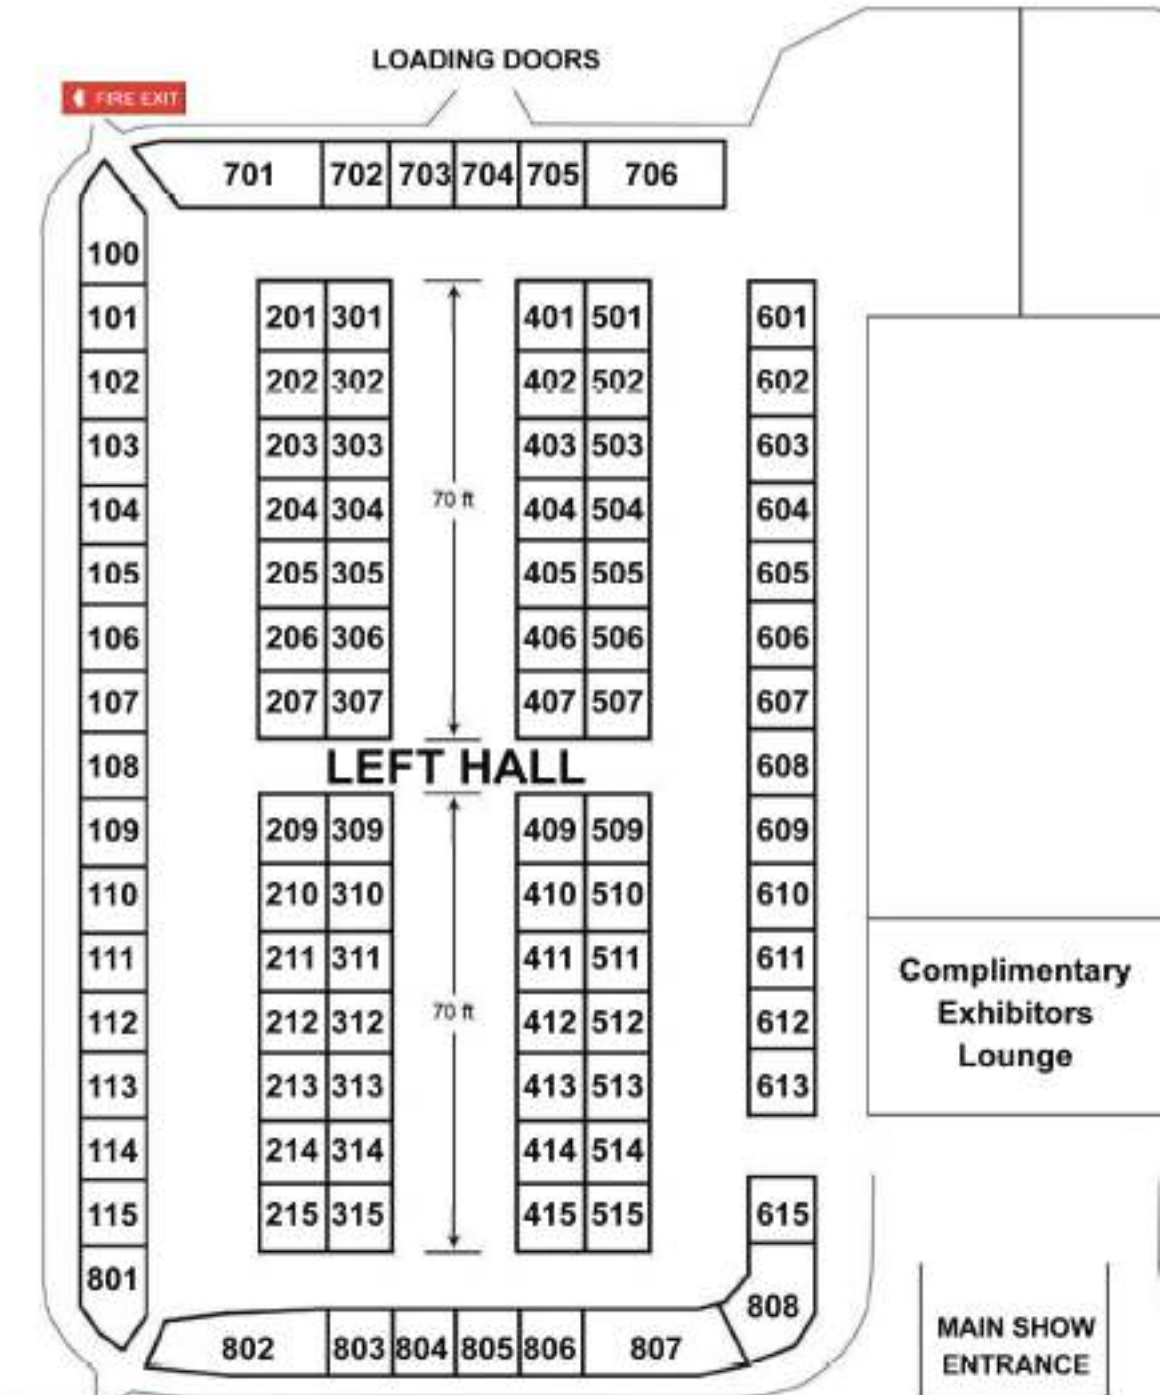 LOADING DOORS
FIRE EXIT
701 702 703 704 705 706
100
101 201 301 401 501 601
102 202 302 402 502 602
103 203 303 403 503 603
104 204 304 70 ft 404 504 604
105 205 305 405 505 605
106 206 306 406 506 606
107 207 307 407 507 607
108 LEFT HALL 608
109 209 309 409 509 609
110 210 310 410 510 610
111 211 311 411 511 611
Complimentary
Exhibitors
Lounge
112 212 312 70 ft 412 512 612
113 213 313 413 513 613
114 214 314 414 514
115 215 315 415 515 615
801 808
802 803 804 805 806 807
MAIN SHOW
ENTRANCE